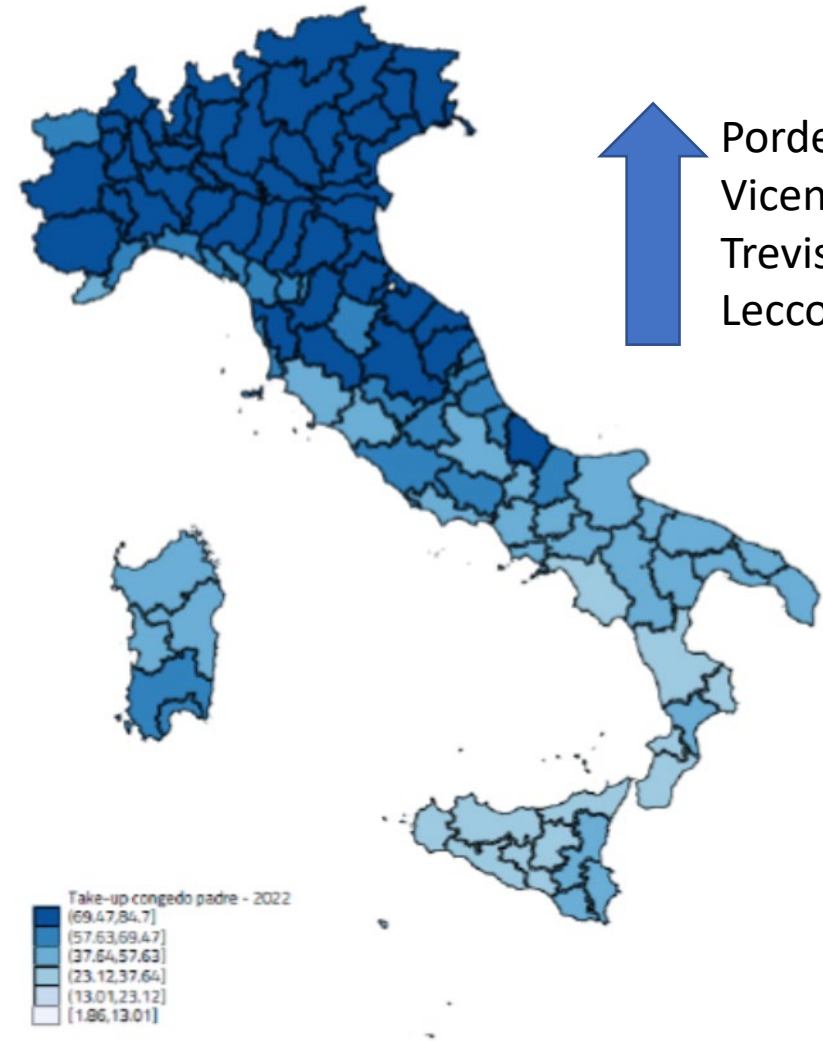 Porde
Vicen
Trevis
Lecco
Take-up congedo padre - 2022
(69.47,84.7]
(57.63,69.47]
(37.64,57.63]
(23.12,37.64]
(13.01,23.12]
[1.86,13.01]